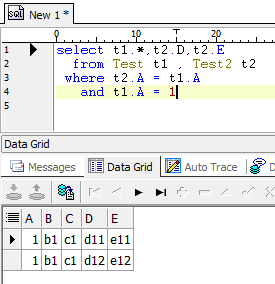 New 1 *
0 10 20
1 select t1.*,t2.D,t2.E
2 from Test t1 , Test2 t2
3 where t2.A = t1.A
4 and t1.A = 1
5
Data Grid
Messages Data Grid Auto Trace D
A B C D E
1 b1 c1 d11 e11
1 b1 c1 d12 e12